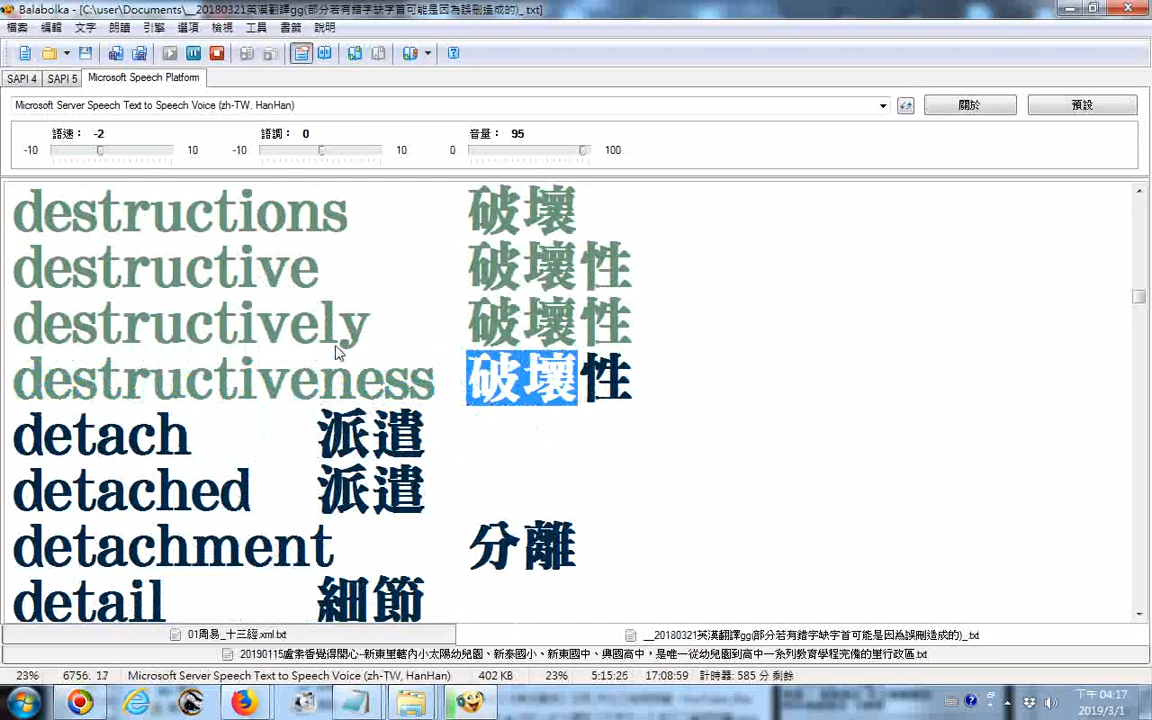 Balabolka - [C:\user\Documents\__20180321英漢翻譯gg(部分若有錯字缺字首可能是因為誤刪造成的)_.txt]
檔案 編輯 文字 朗讀 引擎 選項 檢視 工具 書籤 說明
SAPI 4 SAPI 5 Microsoft Speech Platform
Microsoft Server Speech Text to Speech Voice (zh-TW, HanHan) 關於 預設
語速： -2 語調： 0 音量： 95
-10 10 -10 10 0 100
destructions 破壞
destructive 破壞性
destructively 破壞性
destructiveness 破壞性
detach 派遣
detached 派遣
detachment 分離
detail 細節
01周易_十三經.xml.txt __20180321英漢翻譯gg(部分若有錯字缺字首可能是因為誤刪造成的)_.txt
20190115盧素香覺得開心-新東里轄內小太陽幼兒園、新泰國小、新東國中、興國高中，是唯一從幼兒園到高中一系列教育學程完備的里行政區.txt
23% 6756. 17 Microsoft Server Speech Text to Speech Voice (zh-TW, HanHan) 402 KB 23% 5:15:25 17:08:59 計時器: 585 分 剩餘
下午 04:17
2019/3/1